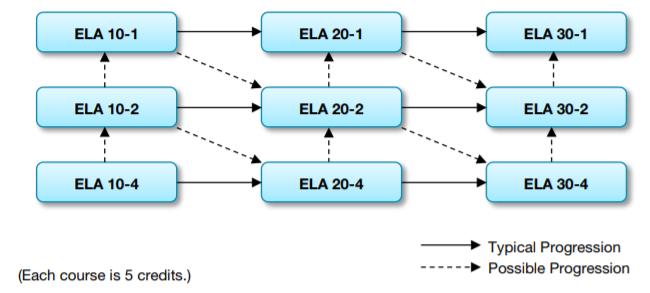 ELA 10-1
ELA 20-1
ELA 30-1
ELA 10-2
ELA 20-2
ELA 30-2
ELA 10-4
ELA 20-4
ELA 30-4
Typical Progression
(Each course is 5 credits.)
Possible Progression